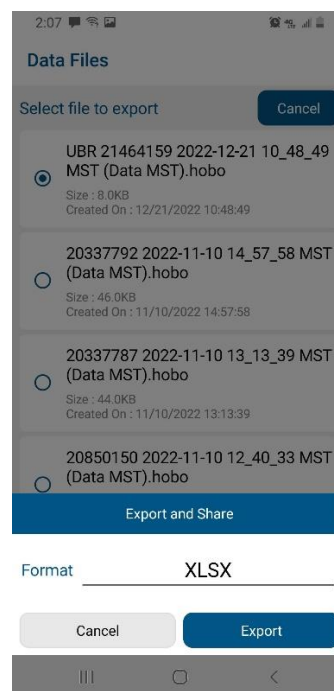 2:07
Data Files
Select file to export
Cancel
UBR 21464159 2022-12-21 10_48_49
MST (Data MST).hobo
Size : 8.0KB
Created On : 12/21/2022 10:48:49
20337792 2022-11-10 14_57_58 MST
(Data MST).hobo
Size : 46.0KB
Created On : 11/10/2022 14:57:58
20337787 2022-11-10 13_13_39 MST
(Data MST).hobo
Size : 44.0KB
Created On : 11/10/2022 13:13:39
20850150 2022-11-10 12_40_33 MST
(Data MST).hobo
Export and Share
Format XLSX
Cancel Export